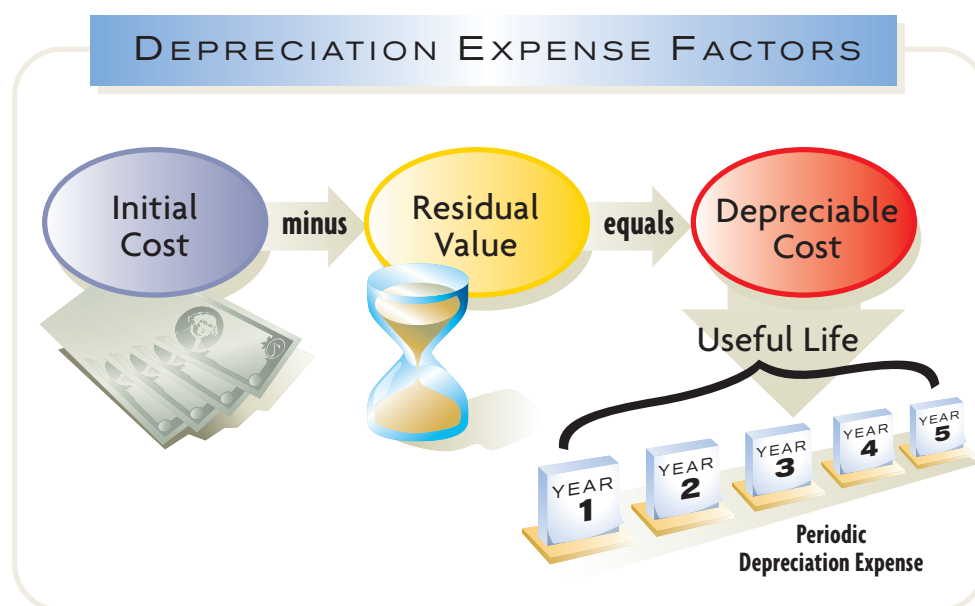 DEPRECIATION EXPENSE FACTORS
Initial
Cost
minus
Residual
Value
equals
Depreciable
Cost
Useful Life
YEAR
1
YEAR
2
YEAR
3
YEAR
4
YEAR
5
Periodic
Depreciation Expense